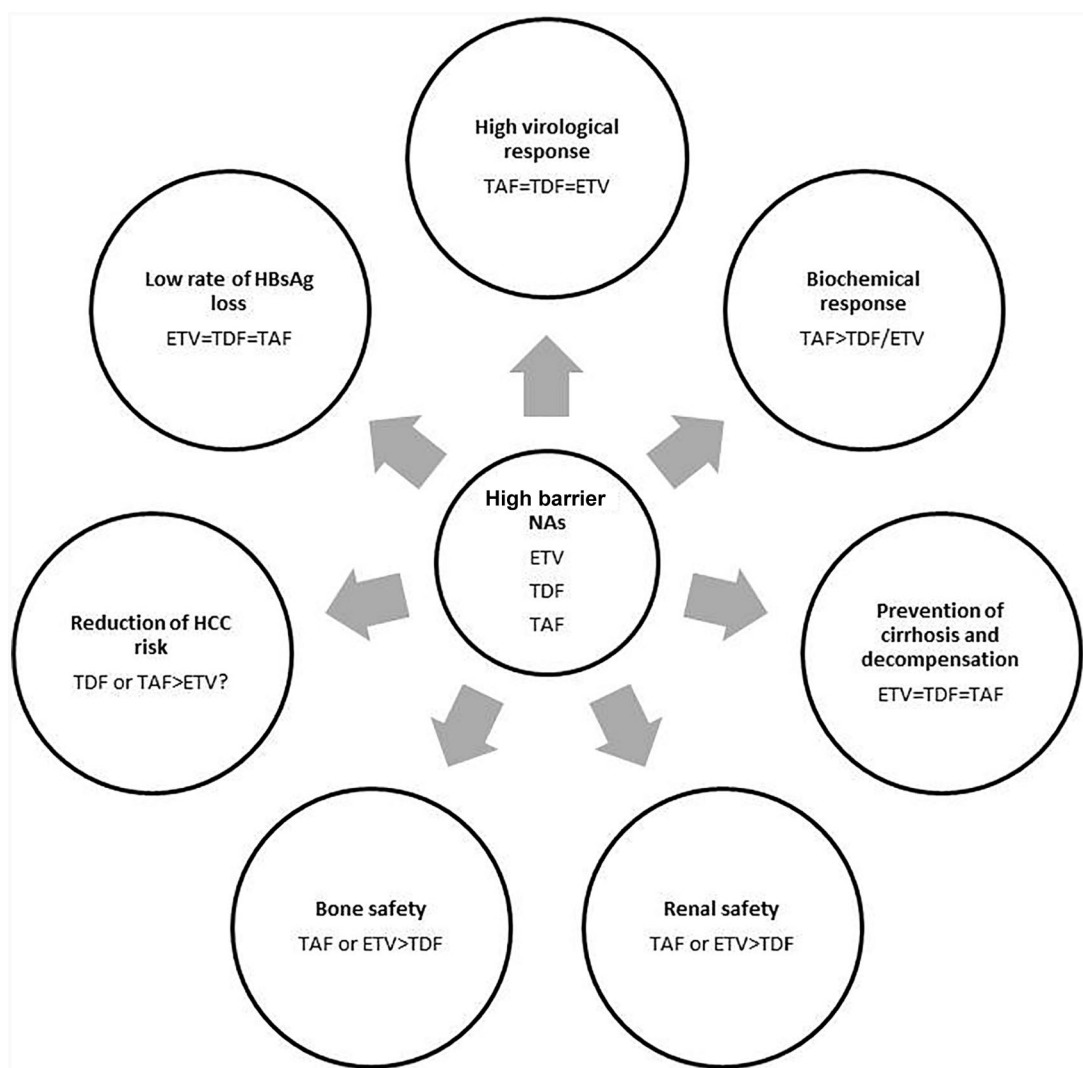 High virological
response
TAF=TDF=ETV
Low rate of HBsAg
loss
ETV=TDF=TAF
Biochemical
response
TAF>TDF/ETV
High barrier
NAs
ETV
TDF
TAF
Reduction of HCC
risk
TDF or TAF>ETV?
Prevention of
cirrhosis and
decompensation
ETV=TDF=TAF
Bone safety
TAF or ETV>TDF
Renal safety
TAF or ETV>TDF